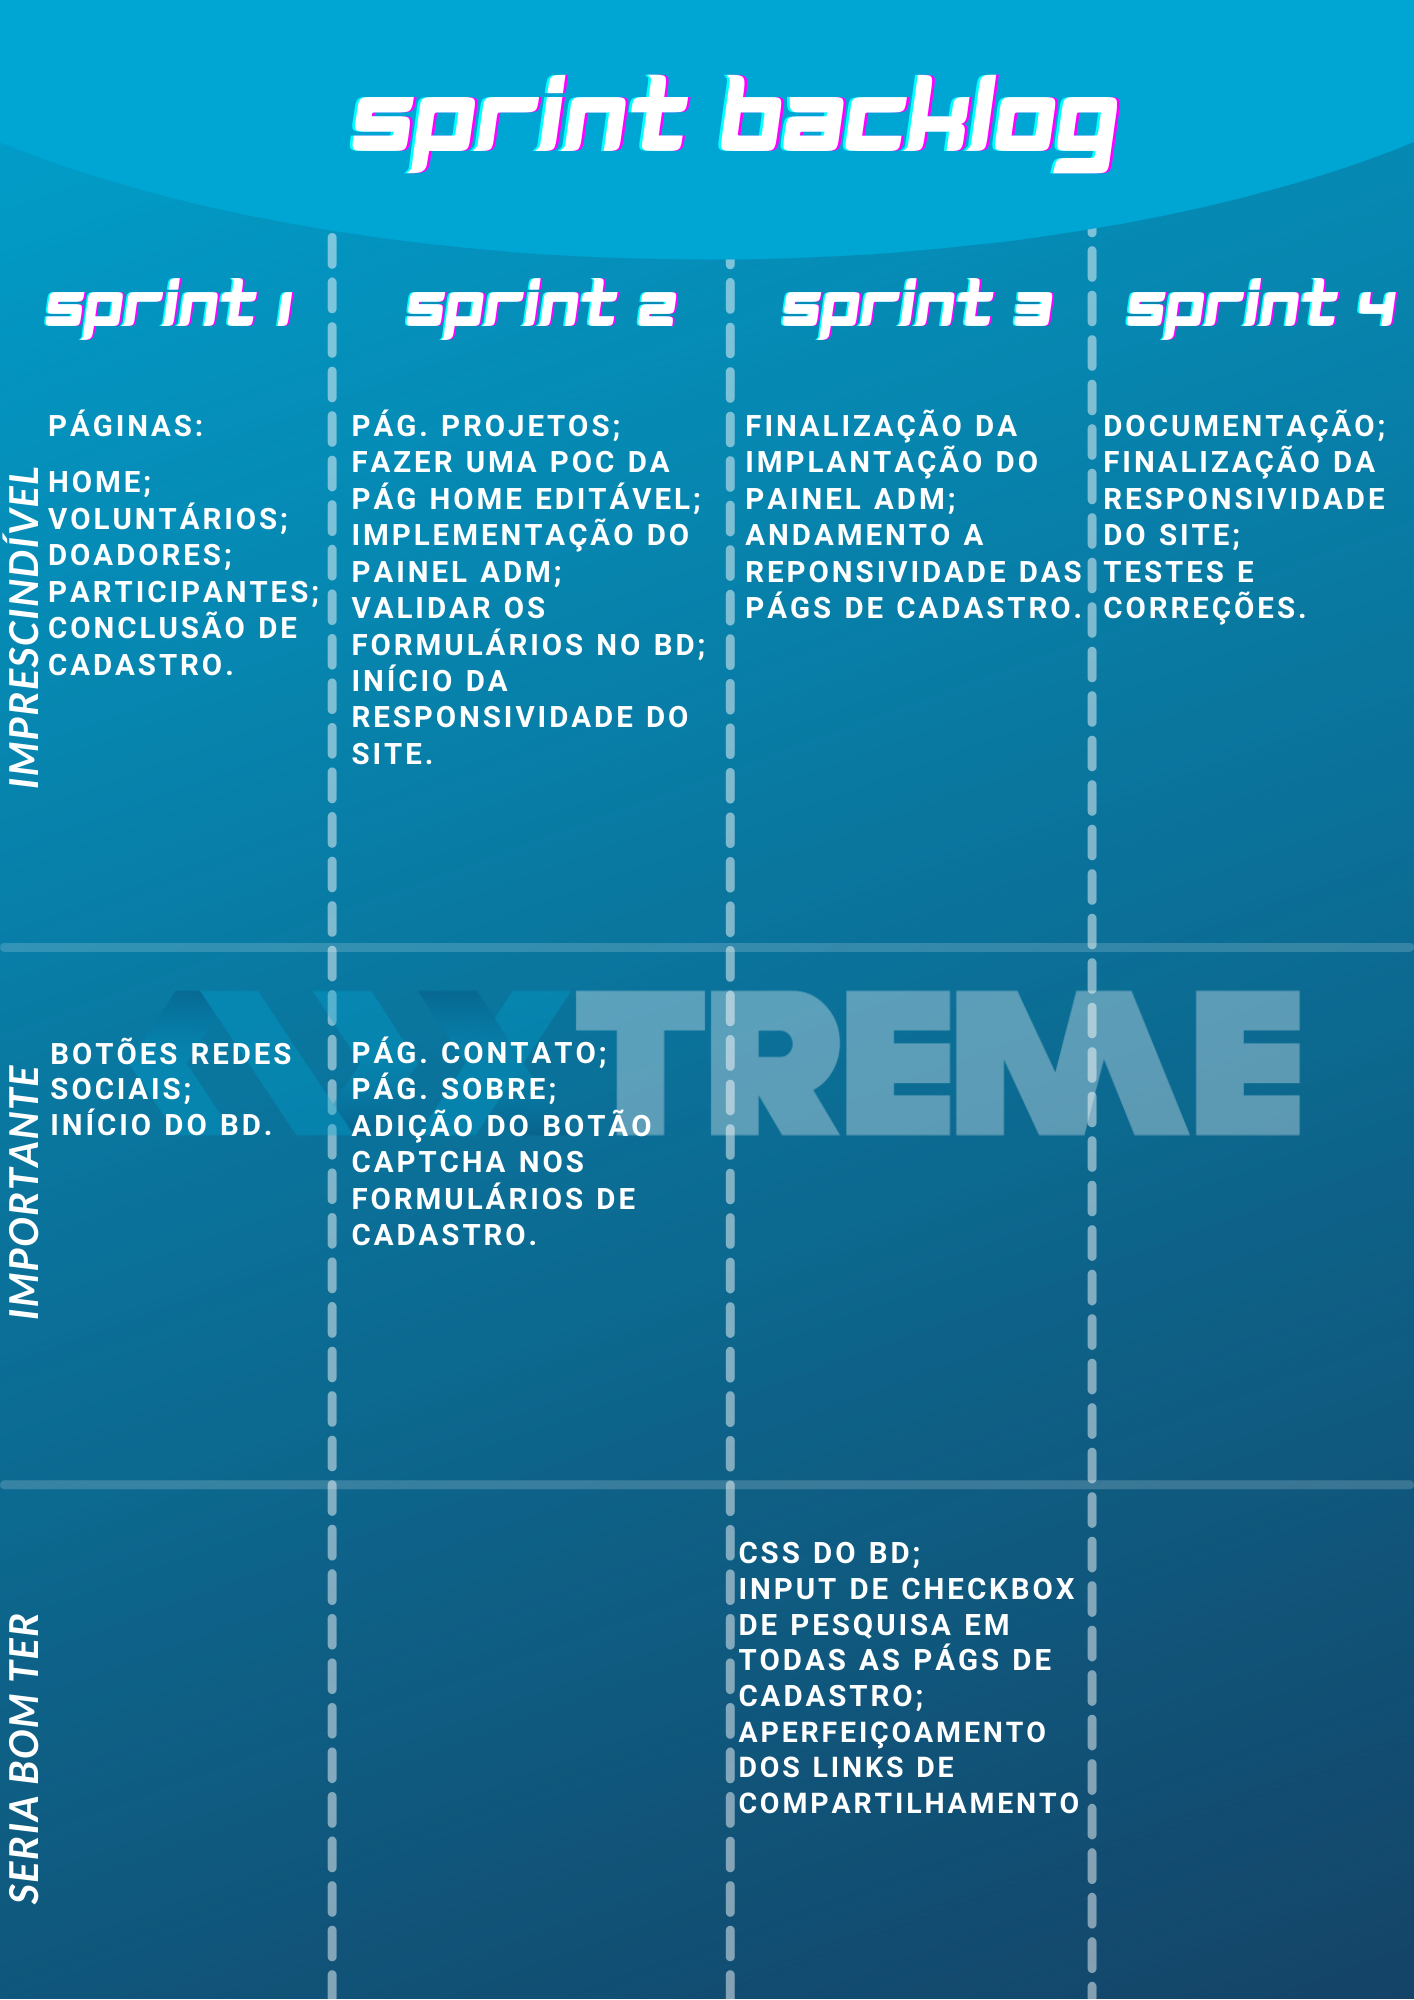 sprint backlog
sprint 1
sprint 2
sprint 3
sprint 4
IMPRESCINDÍVEL
PÁGINAS:
HOME;
VOLUNTÁRIOS;
DOADORES;
PARTICIPANTES;
CONCLUSÃO DE
CADASTRO.
PÁG. PROJETOS;
FAZER UMA POC DA
PÁG HOME EDITÁVEL;
IMPLEMENTAÇÃO DO
PAINEL ADM;
VALIDAR OS
FORMULÁRIOS NO BD;
INÍCIO DA
RESPONSIVIDADE DO
SITE.
FINALIZAÇÃO DA
IMPLANTAÇÃO DO
PAINEL ADM;
ANDAMENTO A
REPONSIVIDADE DAS
PÁGS DE CADASTRO.
DOCUMENTAÇÃO;
FINALIZAÇÃO DA
RESPONSIVIDADE
DO SITE;
TESTES E
CORREÇÕES.
IMPORTANTE
BOTÕES REDES
SOCIAIS;
INÍCIO DO BD.
PÁG. CONTATO;
PÁG. SOBRE;
ADIÇÃO DO BOTÃO
CAPTCHA NOS
FORMULÁRIOS DE
CADASTRO.
XTREME
SERIA BOM TER
CSS DO BD;
INPUT DE CHECKBOX
DE PESQUISA EM
TODAS AS PÁGS DE
CADASTRO;
APERFEIÇOAMENTO
DOS LINKS DE
COMPARTILHAMENTO